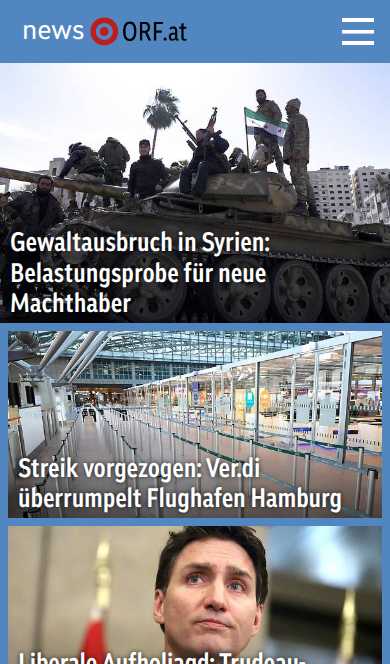 news ORF.at
Gewaltausbruch in Syrien:
Belastungsprobe für neue
Machthaber
Streik vorgezogen: Ver.di
überrumpelt Flughafen Hamburg
Liberale Aufholjagd: Trudeau-